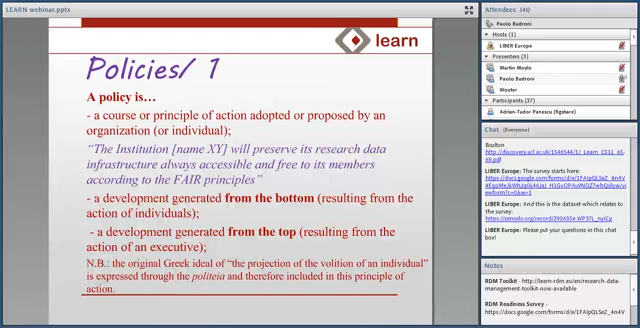 LEARN webinar.pptx
learn
Policies/ 1
A policy is…
- a course or principle of action adopted or proposed by an
organization (or individual);
“The Institution [name XY] will preserve its research data
infrastructure always accessible and free to its members
according to the FAIR principles”
- a development generated from the bottom (resulting from the
action of individuals);
- a development generated from the top (resulting from the
action of an executive);
N.B.: the original Greek ideal of “the projection of the volition of an individual”
is expressed through the politeia and therefore included in this principle of
action.
Attendees (41)
Paolo Budroni
Hosts (1)
LIBER Europe
Presenters (3)
Martin Moyle
Paolo Budroni
Wouter
Participants (37)
Adrian-Tudor Panescu (figshare)
Chat (Everyone)
Boulton
LIBER Europe: The survey starts here:
LIBER Europe: And this is the dataset which relates to
the survey:
LIBER Europe: Please put your questions in this chat
box!
Notes
RDM Toolkit - http://learn-rdm.eu/en/research-data-
management-toolkit-now-available
RDM Readiness Survey -